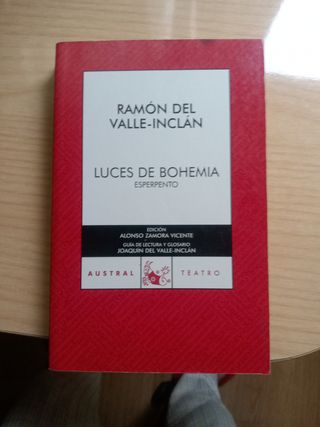 RAMÓN DEL
VALLE-INCLÁN
LUCES DE BOHEMIA
ESPERPENTO
EDICIÓN
ALONSO ZAMORA VICENTE
GUÍA DE LECTURA Y GLOSARIO
JOAQUÍN DEL VALLE-INCLÁN
AUSTRAL TEATRO